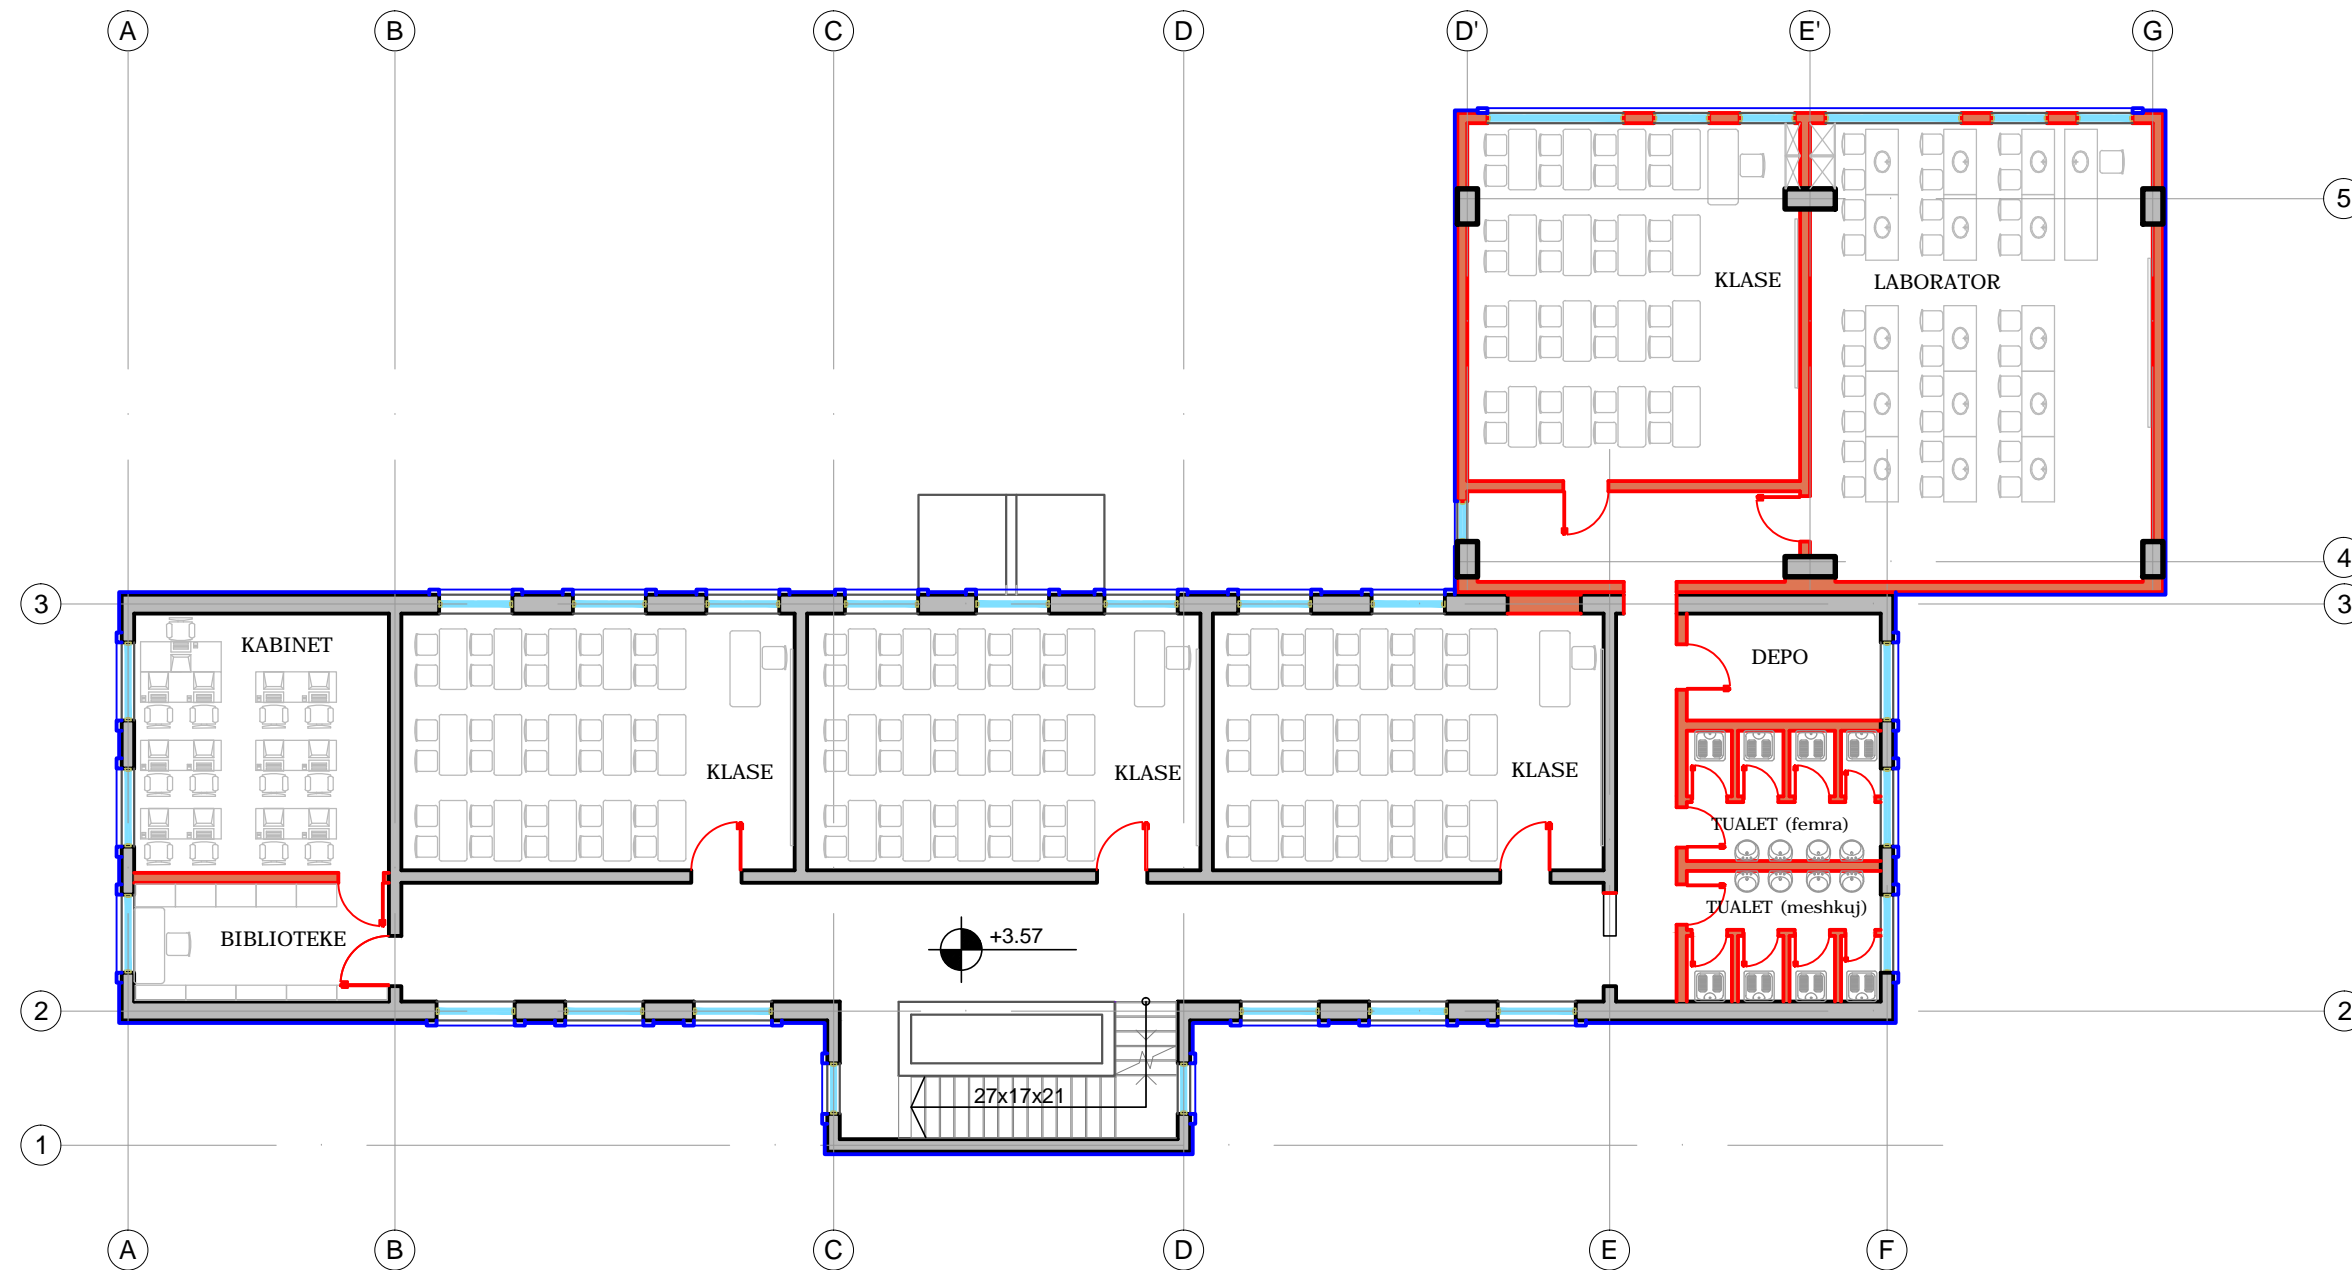 A B C D D' E' G
5
KLASE LABORATOR
4
3 3
KABINET
DEPO
KLASE KLASE KLASE
TUALET (femra)
TUALET (meshkuj)
BIBLIOTEKE
+3.57
2 2
27x17x21
1
A B C D E F